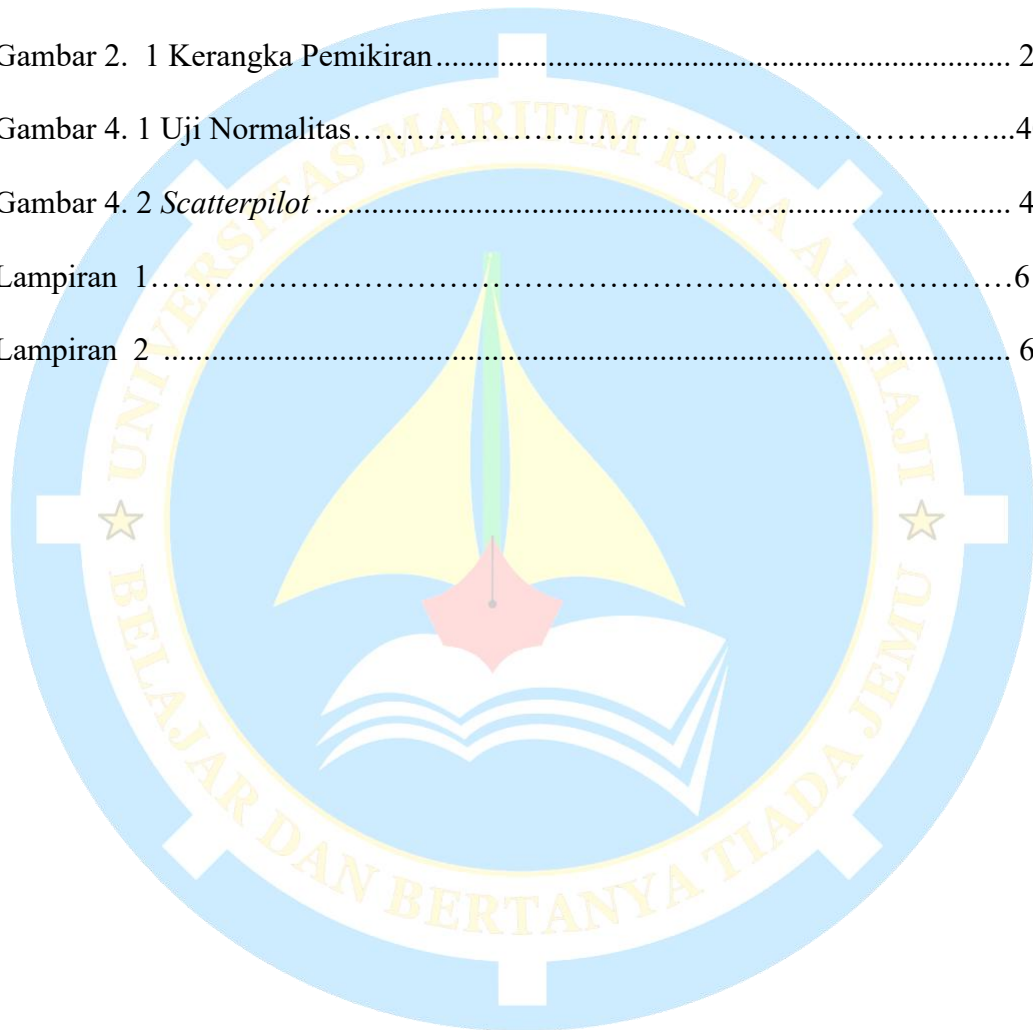 Gambar 2. 1 Kerangka Pemikiran........................................................................ 2
Gambar 4. 1 Uji Normalitas…………………………………………………………...4
Gambar 4. 2 Scatterpilot ....................................................................................... 4
Lampiran 1……………………………………………………………………………6
Lampiran 2 .......................................................................................................... 6
UNIVERSITAS MARITIM RAJA ALI HAJI
BELAJAR DAN BERTANYA TIADA JEMU